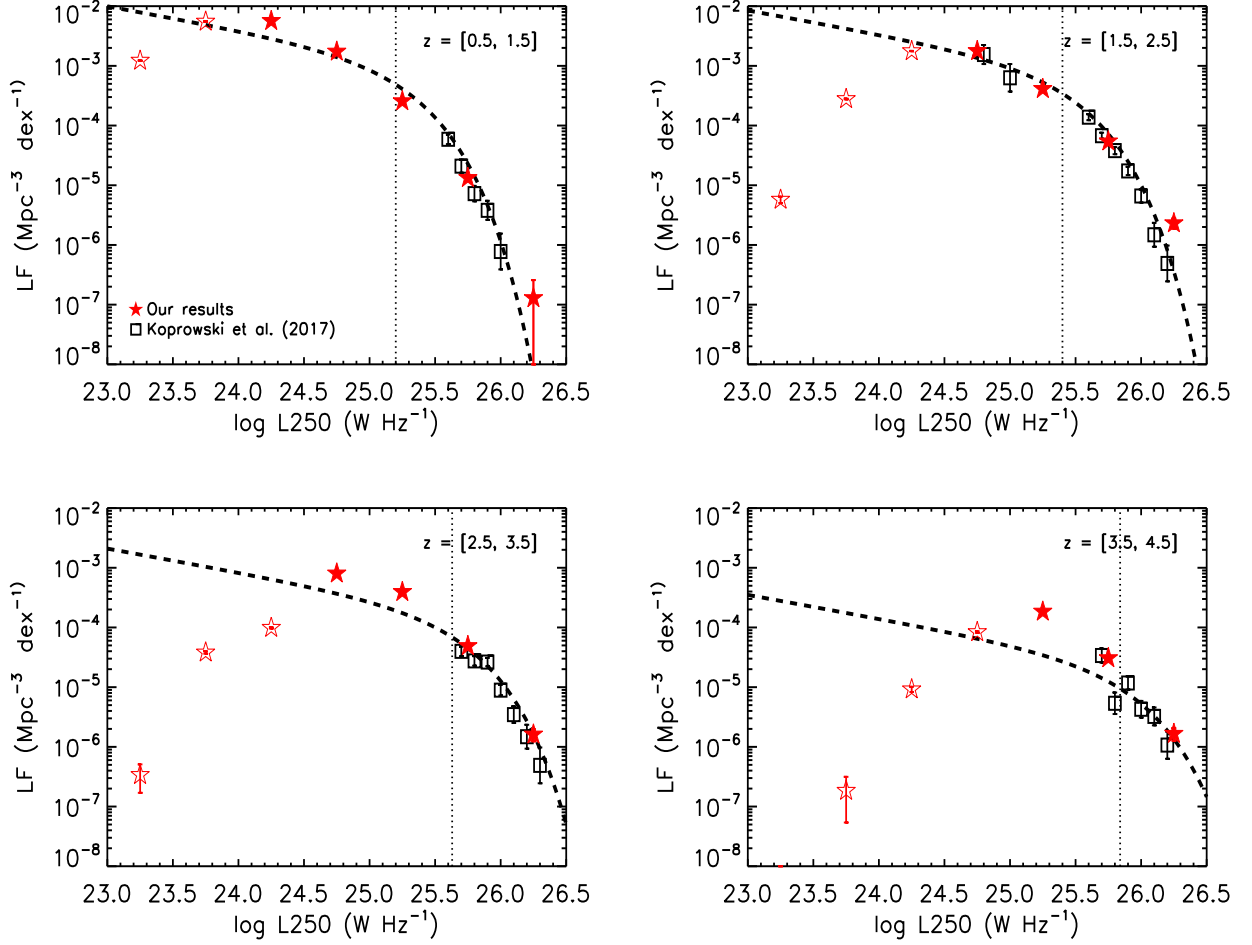 10⁻²
10⁻³
10⁻⁴
10⁻⁵
10⁻⁶
10⁻⁷
10⁻⁸
LF (Mpc⁻³ dex⁻¹)
z = [0.5, 1.5]
Our results
Koprowski et al. (2017)
23.0 23.5 24.0 24.5 25.0 25.5 26.0 26.5
log L250 (W Hz⁻¹)
10⁻²
10⁻³
10⁻⁴
10⁻⁵
10⁻⁶
10⁻⁷
10⁻⁸
LF (Mpc⁻³ dex⁻¹)
z = [1.5, 2.5]
23.0 23.5 24.0 24.5 25.0 25.5 26.0 26.5
log L250 (W Hz⁻¹)
10⁻²
10⁻³
10⁻⁴
10⁻⁵
10⁻⁶
10⁻⁷
10⁻⁸
LF (Mpc⁻³ dex⁻¹)
z = [2.5, 3.5]
23.0 23.5 24.0 24.5 25.0 25.5 26.0 26.5
log L250 (W Hz⁻¹)
10⁻²
10⁻³
10⁻⁴
10⁻⁵
10⁻⁶
10⁻⁷
10⁻⁸
LF (Mpc⁻³ dex⁻¹)
z = [3.5, 4.5]
23.0 23.5 24.0 24.5 25.0 25.5 26.0 26.5
log L250 (W Hz⁻¹)